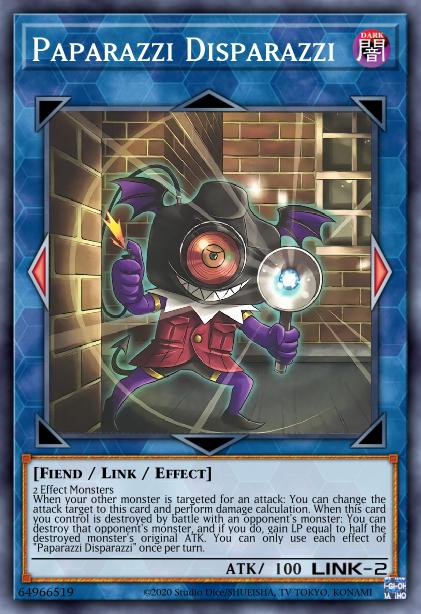 PAPARAZZI DISPARAZZI
DARK
闇
[FIEND / LINK / EFFECT]
2 Effect Monsters
When your other monster is targeted for an attack: You can change the
attack target to this card and perform damage calculation. When this card
you control is destroyed by battle with an opponent's monster: You can
destroy that opponent's monster, and if you do, gain LP equal to half the
destroyed monster's original ATK. You can only use each effect of
"Paparazzi Disparazzi" once per turn.
ATK/ 100 LINK-2
64966519 ©2020 Studio Dice/SHUEISHA, TV TOKYO, KONAMI